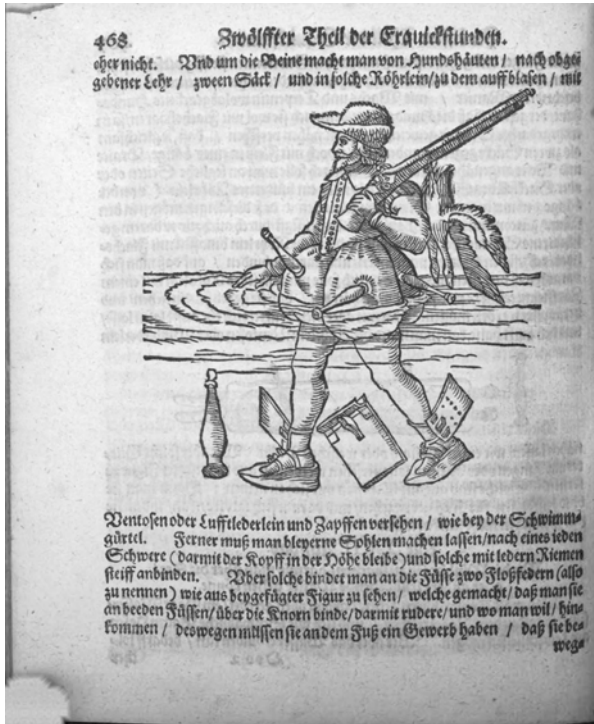 468 Zwölffter Theil der Erquickstunden.
eher nicht. Vnd um die Beine macht man von Hundshäuten / nach obge
gebener Lehr / zween Säck / und in solche Röhrlein/zu dem auffblasen / mit
Ventosen oder Lufftlederlein und Zapffen versehen / wie bey der Schwimm-
gürtel. Ferner muß man bleyerne Sohlen machen lassen/nach eines ieden
Schwere (darmit der Kopff in der Höhe bleibe) und solche mit ledern Riemen
steiff anbinden. Vber solche bindet man an die Füsse zwo Floßfedern (also
zu nennen) wie aus beygefügter Figur zu sehen / welche gemacht/ daß man sie
an beeden Füssen/über die Knorn binde/darmit rudere/und wo man wil/ hin-
kommen / deswegen müssen sie an dem Fuß ein Gewerb haben / daß sie be-
weg-